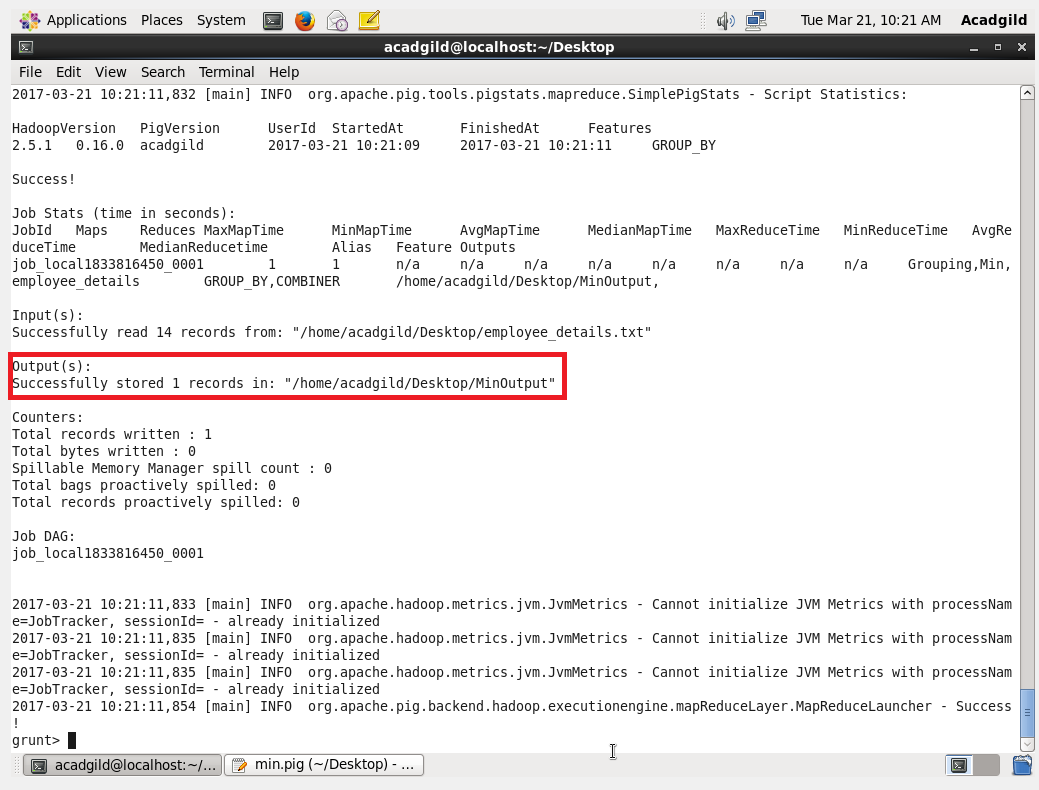 Applications Places System Tue Mar 21, 10:21 AM Acadgild
acadgild@localhost:~/Desktop
File Edit View Search Terminal Help
2017-03-21 10:21:11,832 [main] INFO  org.apache.pig.tools.pigstats.mapreduce.SimplePigStats - Script Statistics:
HadoopVersion PigVersion UserId StartedAt FinishedAt Features
2.5.1 0.16.0 acadgild 2017-03-21 10:21:09 2017-03-21 10:21:11 GROUP_BY
Success!
Job Stats (time in seconds):
JobId Maps Reduces MaxMapTime MinMapTime AvgMapTime MedianMapTime MaxReduceTime MinReduceTime AvgRe
duceTime MedianReducetime Alias Feature Outputs
job_local1833816450_0001 1 1 n/a n/a n/a n/a n/a n/a n/a n/a Grouping,Min,
employee_details GROUP_BY,COMBINER /home/acadgild/Desktop/MinOutput,
Input(s):
Successfully read 14 records from: "/home/acadgild/Desktop/employee_details.txt"
Output(s):
Successfully stored 1 records in: "/home/acadgild/Desktop/MinOutput"
Counters:
Total records written : 1
Total bytes written : 0
Spillable Memory Manager spill count : 0
Total bags proactively spilled: 0
Total records proactively spilled: 0
Job DAG:
job_local1833816450_0001
2017-03-21 10:21:11,833 [main] INFO  org.apache.hadoop.metrics.jvm.JvmMetrics - Cannot initialize JVM Metrics with processNam
e=JobTracker, sessionId= - already initialized
2017-03-21 10:21:11,835 [main] INFO  org.apache.hadoop.metrics.jvm.JvmMetrics - Cannot initialize JVM Metrics with processNam
e=JobTracker, sessionId= - already initialized
2017-03-21 10:21:11,835 [main] INFO  org.apache.hadoop.metrics.jvm.JvmMetrics - Cannot initialize JVM Metrics with processNam
e=JobTracker, sessionId= - already initialized
2017-03-21 10:21:11,854 [main] INFO  org.apache.pig.backend.hadoop.executionengine.mapReduceLayer.MapReduceLauncher - Success
!
grunt>
acadgild@localhost:~/... min.pig (~/Desktop) - ...